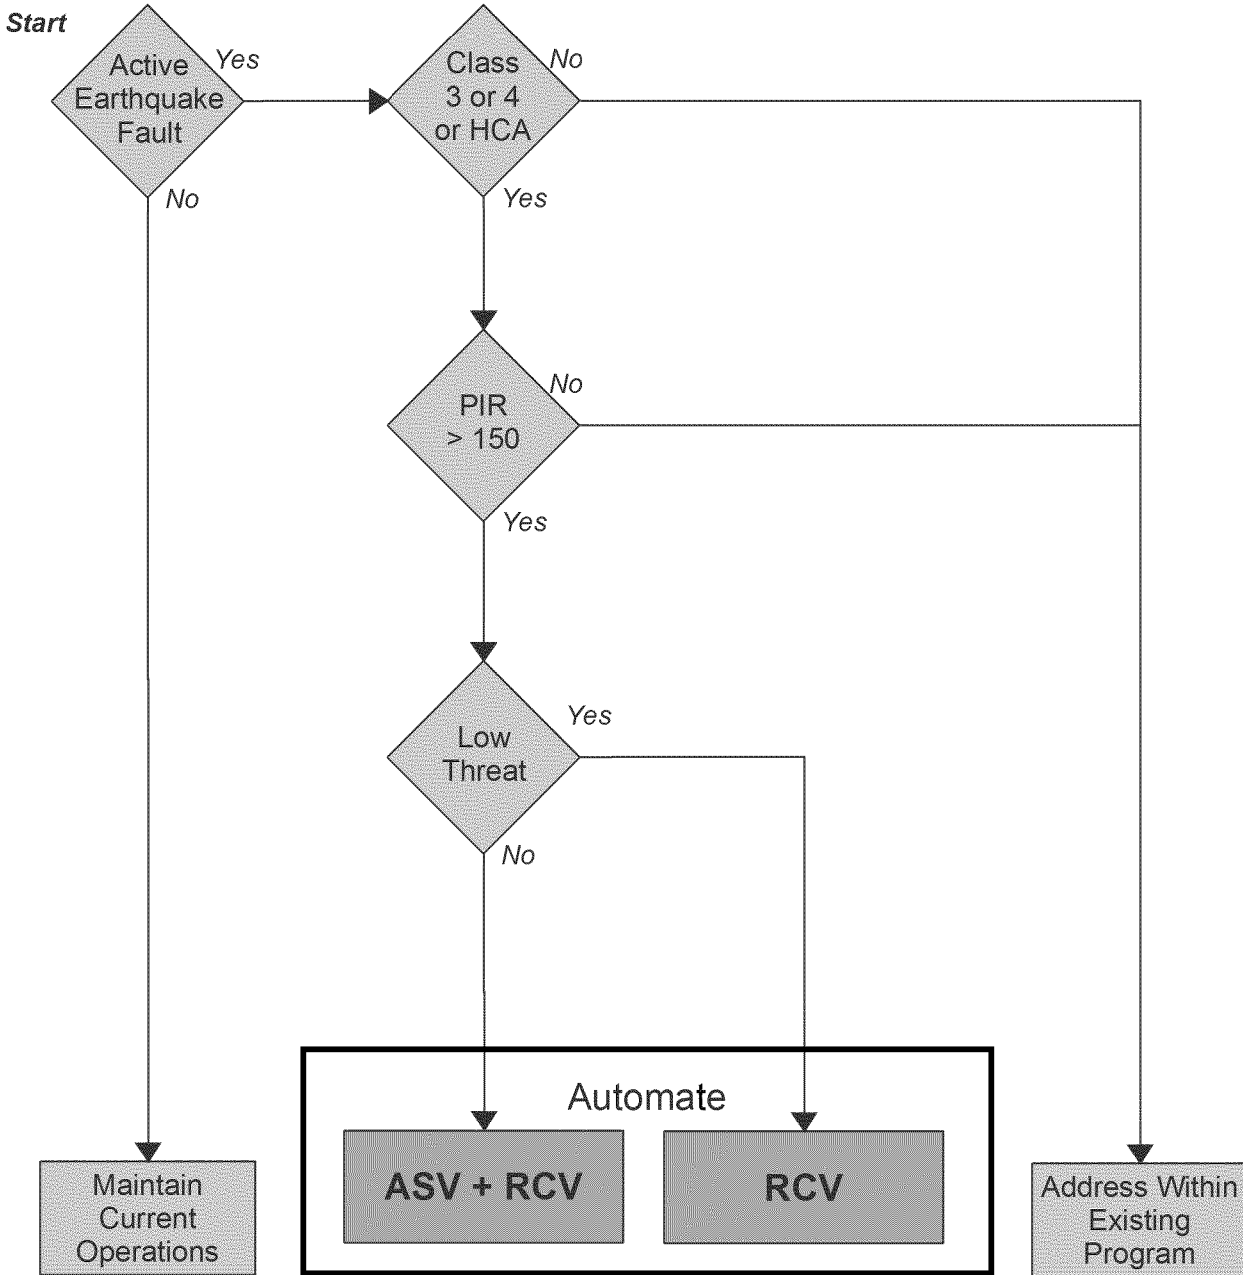 Start
Active
Earthquake
Fault
Yes
No
Class
3 or 4
or HCA
No
Yes
PIR
> 150
No
Yes
Low
Threat
Yes
No
Automate
ASV + RCV
RCV
Maintain
Current
Operations
Address Within
Existing
Program